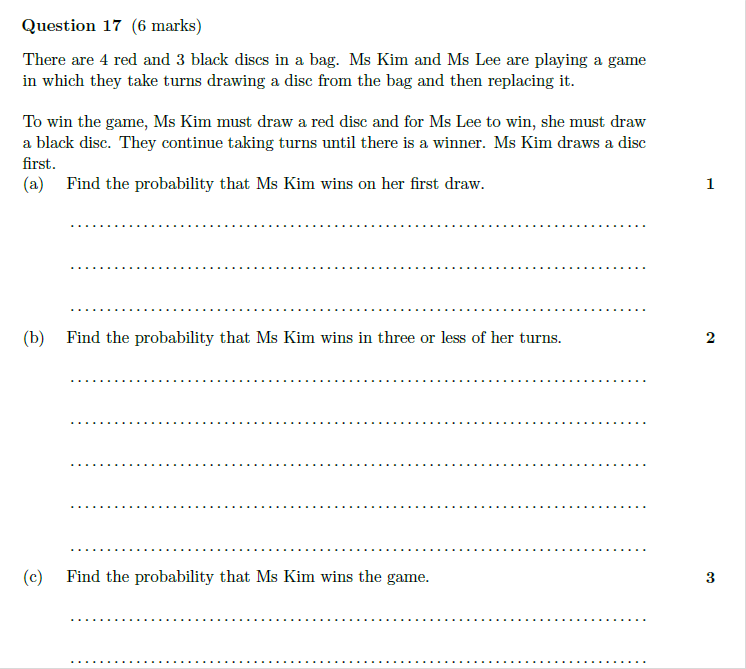 Question 17 (6 marks)
There are 4 red and 3 black discs in a bag. Ms Kim and Ms Lee are playing a game
in which they take turns drawing a disc from the bag and then replacing it.
To win the game, Ms Kim must draw a red disc and for Ms Lee to win, she must draw
a black disc. They continue taking turns until there is a winner. Ms Kim draws a disc
first.
(a) Find the probability that Ms Kim wins on her first draw. 1
(b) Find the probability that Ms Kim wins in three or less of her turns. 2
(c) Find the probability that Ms Kim wins the game. 3